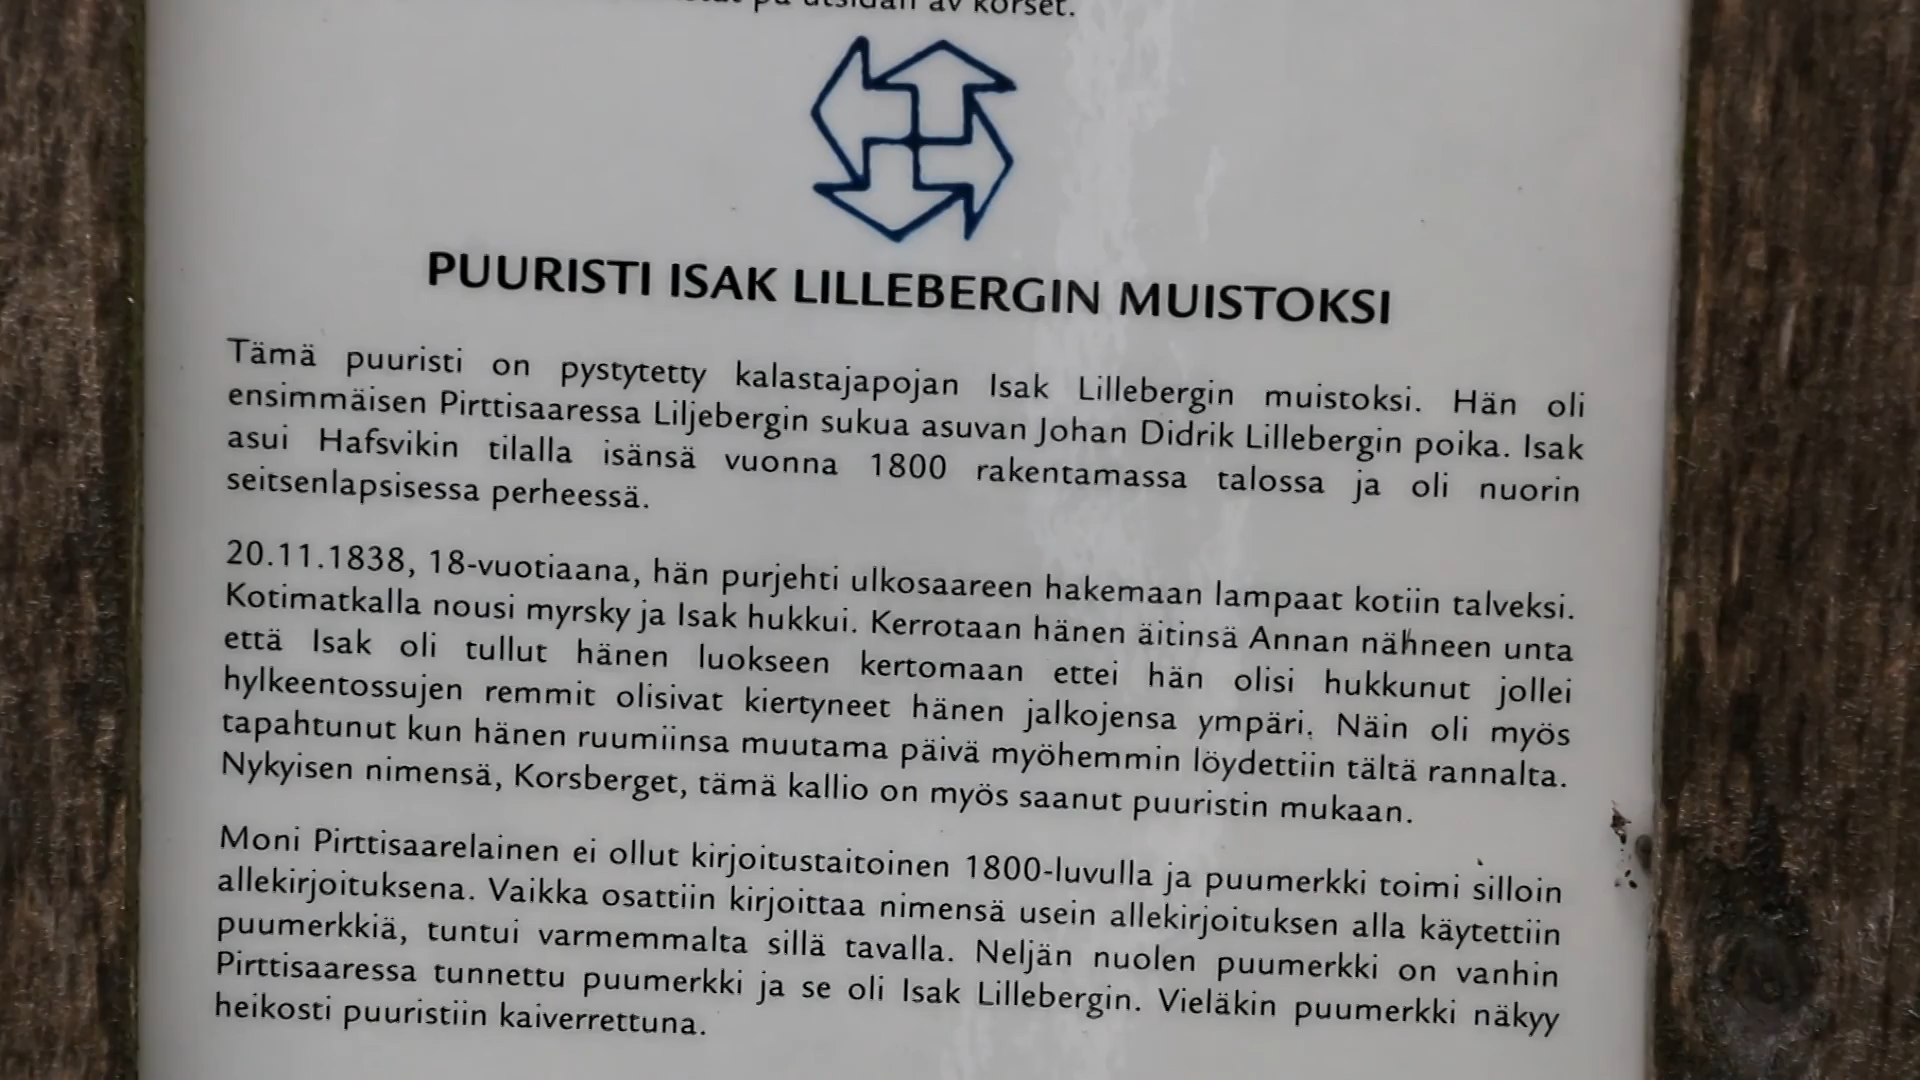 på utsidan av korset.
PUURISTI ISAK LILLEBERGIN MUISTOKSI
Tämä puuristi on pystytetty kalastajapojan Isak Lillebergin muistoksi. Hän oli
ensimmäisen Pirttisaaressa Liljebergin sukua asuvan Johan Didrik Lillebergin poika. Isak
asui Hafsvikin tilalla isänsä vuonna 1800 rakentamassa talossa ja oli nuorin
seitsenlapsisessa perheessä.
20.11.1838, 18-vuotiaana, hän purjehti ulkosaareen hakemaan lampaat kotiin talveksi.
Kotimatkalla nousi myrsky ja Isak hukkui. Kerrotaan hänen äitinsä Annan nähneen unta
että Isak oli tullut hänen luokseen kertomaan ettei hän olisi hukkunut jollei
hylkeentossujen remmit olisivat kiertyneet hänen jalkojensa ympäri. Näin oli myös
tapahtunut kun hänen ruumiinsa muutama päivä myöhemmin löydettiin tältä rannalta.
Nykyisen nimensä, Korsberget, tämä kallio on myös saanut puuristin mukaan.
Moni Pirttisaarelainen ei ollut kirjoitustaitoinen 1800-luvulla ja puumerkki toimi silloin
allekirjoituksena. Vaikka osattiin kirjoittaa nimensä usein allekirjoituksen alla käytettiin
puumerkkiä, tuntui varmemmalta sillä tavalla. Neljän nuolen puumerkki on vanhin
Pirttisaaressa tunnettu puumerkki ja se oli Isak Lillebergin. Vieläkin puumerkki näkyy
heikosti puuristiin kaiverrettuna.